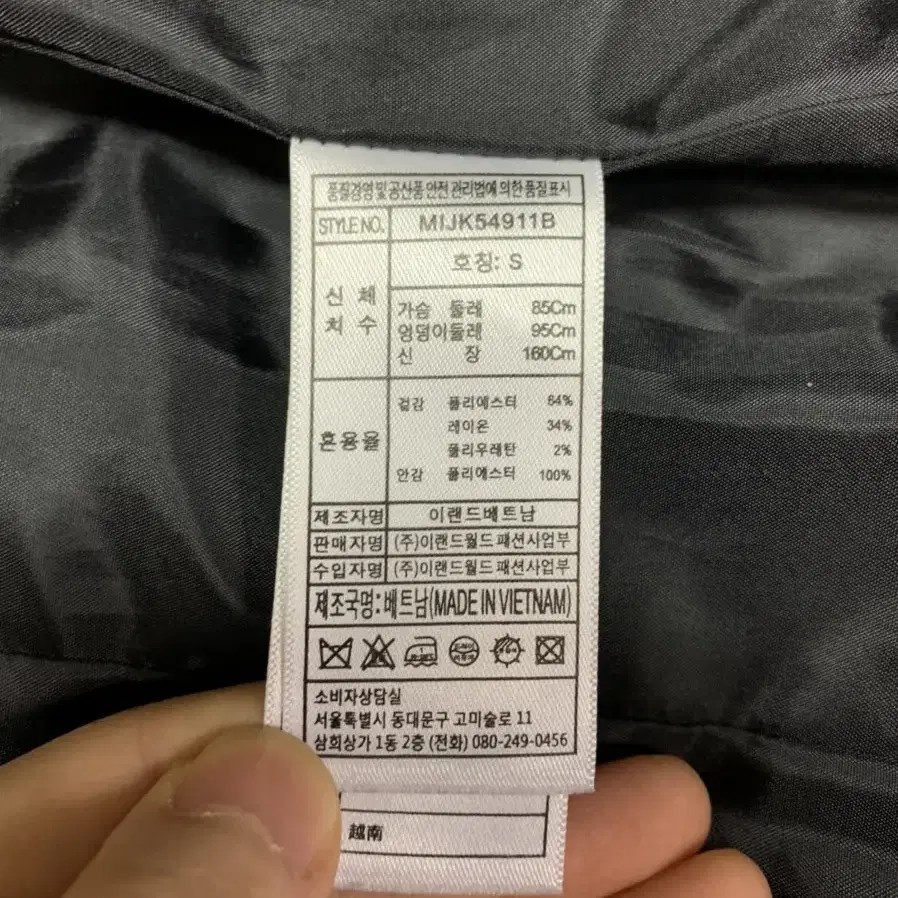 품질경영 및 공산품 안전 관리법에 의한 품질 표시
STYLE NO. MIJK54911B
호칭: S
신 체
치 수
가슴 둘레 85Cm
엉덩이둘레 95Cm
신 장 160Cm
혼용율
겉감 폴리에스터 64%
레이온 34%
폴리우레탄 2%
안감 폴리에스터 100%
제조자명 이랜드베트남
판매자명 (주)이랜드월드 패션사업부
수입자명 (주)이랜드월드 패션사업부
제조국명: 베트남(MADE IN VIETNAM)
드라이
소비자상담실
서울특별시 동대문구 고미술로 11
삼희상가 1동 2층 (전화) 080-249-0456
越南